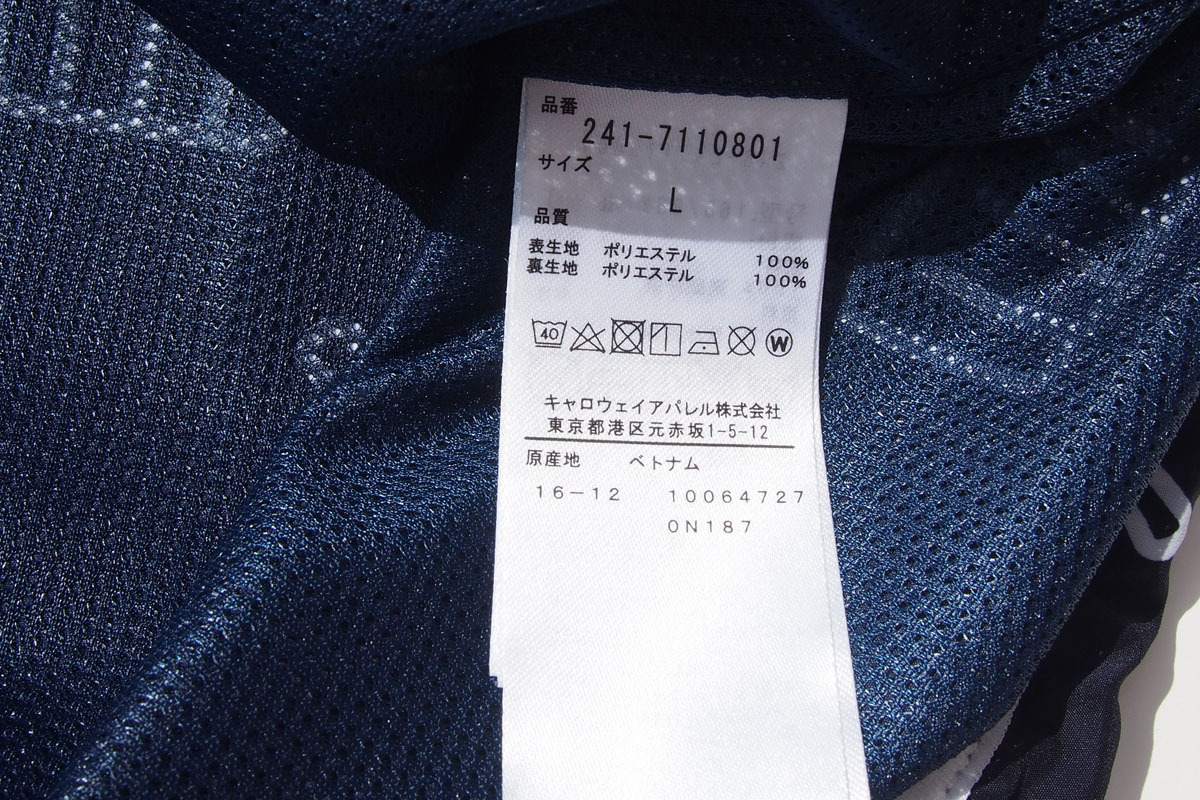 品番
241-7110801
サイズ
L
品質
表生地 ポリエステル 100%
裏生地 ポリエステル 100%
40 W
キャロウェイアパレル株式会社
東京都港区元赤坂1-5-12
原産地 ベトナム
16-12 10064727
0N187